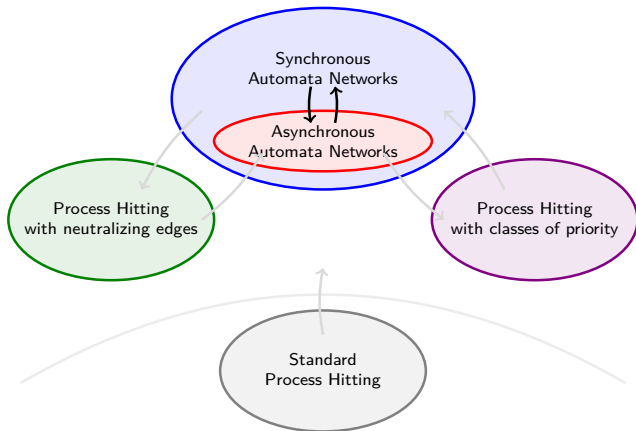 Synchronous
Automata Networks
Asynchronous
Automata Networks
Process Hitting
with neutralizing edges
Process Hitting
with classes of priority
Standard
Process Hitting